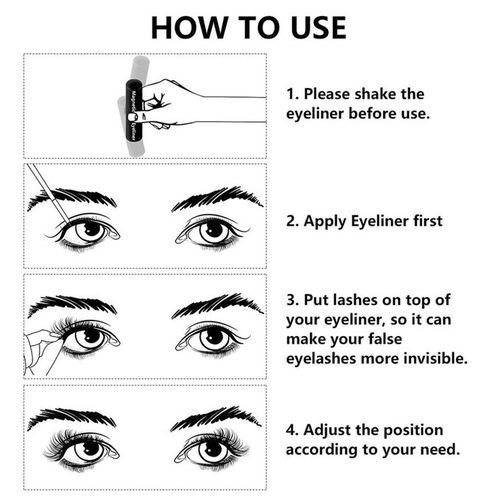 HOW TO USE
Magnetic Eyeliner
1. Please shake the
eyeliner before use.
2. Apply Eyeliner first
3. Put lashes on top of
your eyeliner, so it can
make your false
eyelashes more invisible.
4. Adjust the position
according to your need.